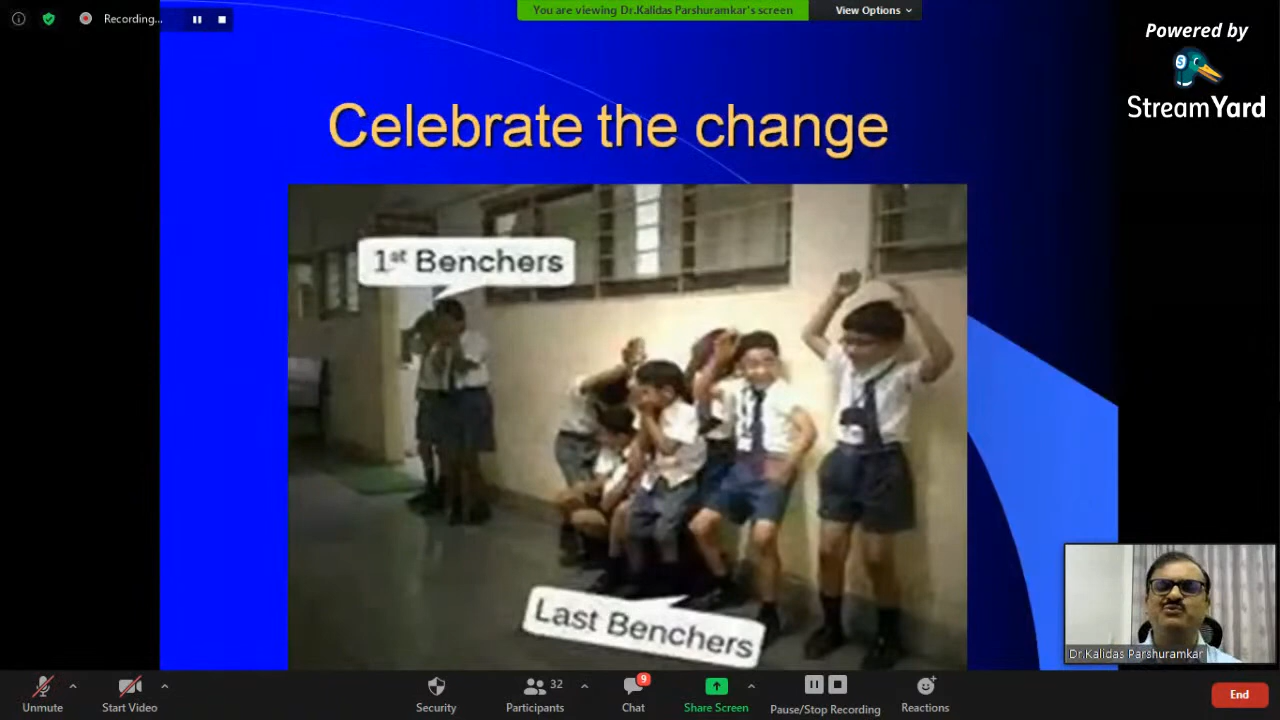 Recording...
You are viewing Dr.Kalidas Parshuramkar's screen
View Options
Powered by
StreamYard
Celebrate the change
1st Benchers
Last Benchers
Dr.Kalidas Parshuramkar
Unmute
Start Video
Security
Participants
32
Chat
9
Share Screen
Pause/Stop Recording
Reactions
End